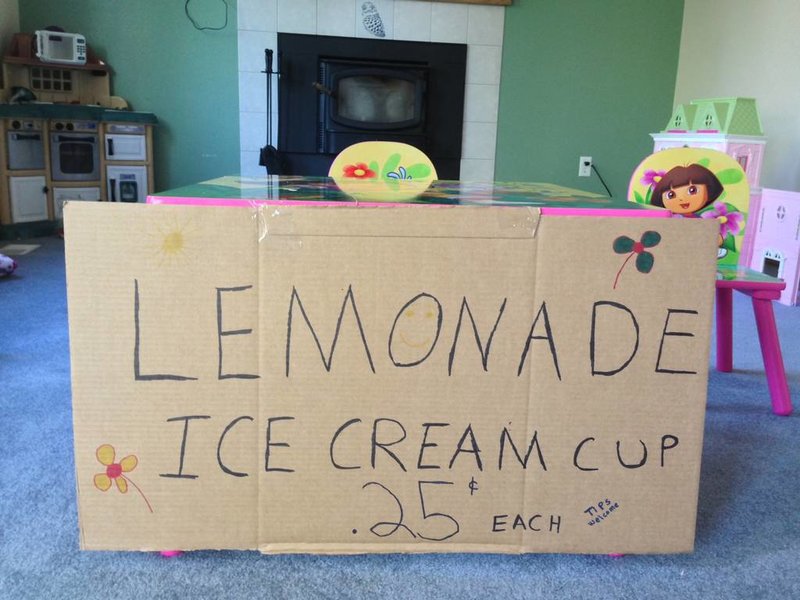 LEMONADE
ICE CREAM CUP
.25¢ EACH
TIPS
welcome